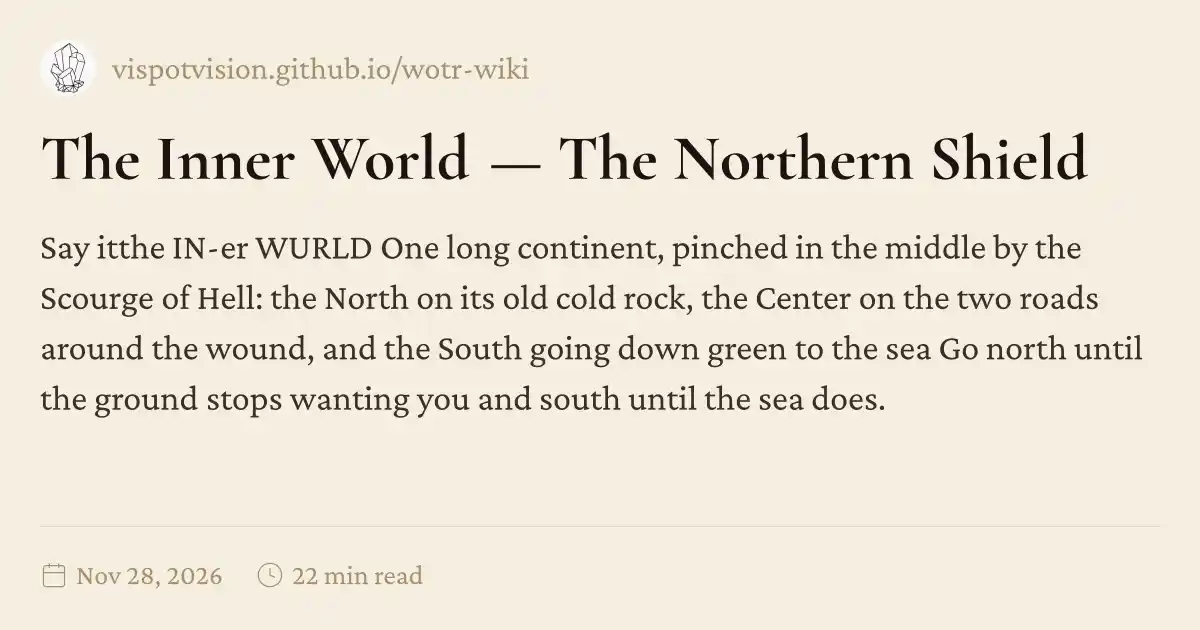 vispotvision.github.io/wotr-wiki
The Inner World — The Northern Shield
Say itthe IN-er WURLD One long continent, pinched in the middle by the
Scourge of Hell: the North on its old cold rock, the Center on the two roads
around the wound, and the South going down green to the sea Go north until
the ground stops wanting you and south until the sea does.
Nov 28, 2026 22 min read